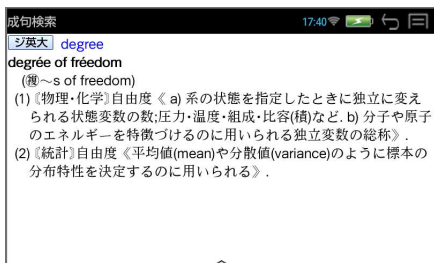 成句検索 17:40
ジ英大 degree
degrée of fréedom
(複～s of freedom)
(1)〖物理・化学〗自由度《 a) 系の状態を指定したときに独立に変え
られる状態変数の数;圧力・温度・組成・比容(積)など. b) 分子や原子
のエネルギーを特徴づけるのに用いられる独立変数の総称》.
(2)〖統計〗自由度《平均値(mean)や分散値(variance)のように標本の
分布特性を決定するのに用いられる》.